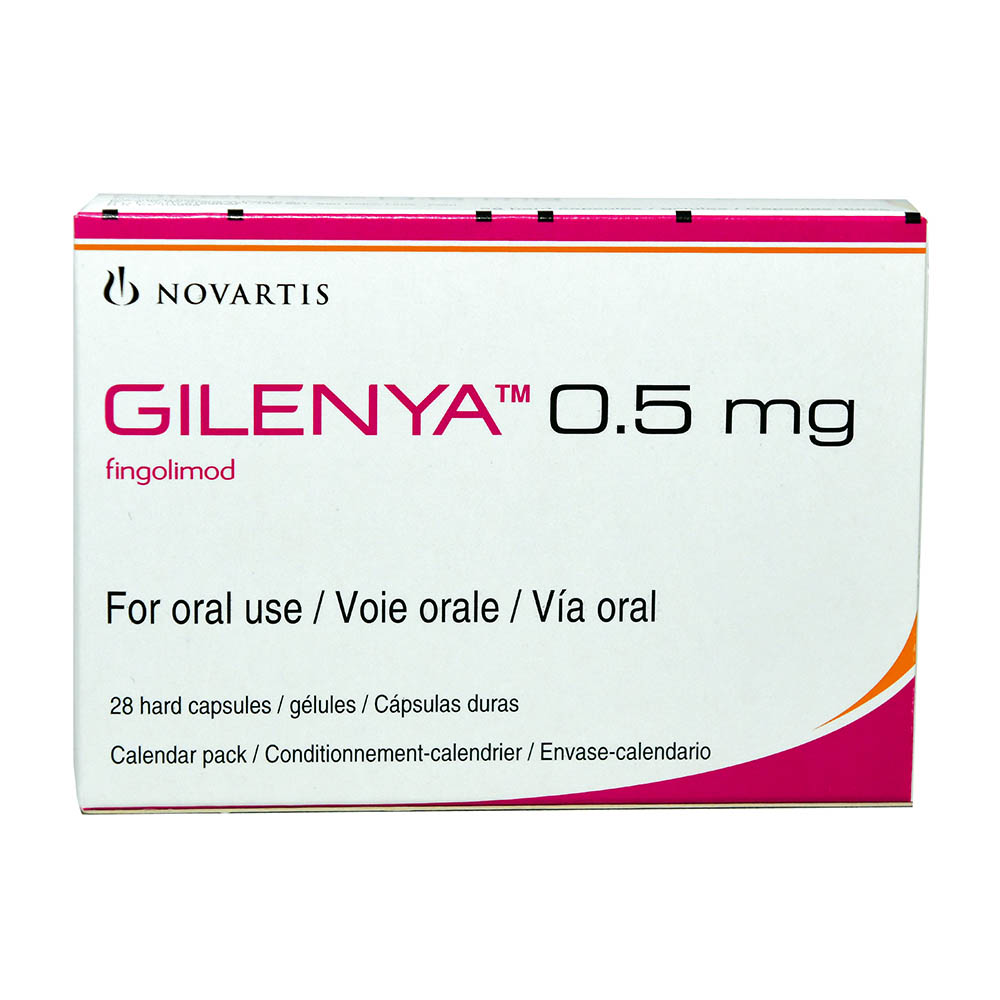 NOVARTIS
GILENYA™ 0.5 mg
fingolimod
For oral use / Voie orale / Vía oral
28 hard capsules / gélules / Cápsulas duras
Calendar pack / Conditionnement-calendrier / Envase-calendario